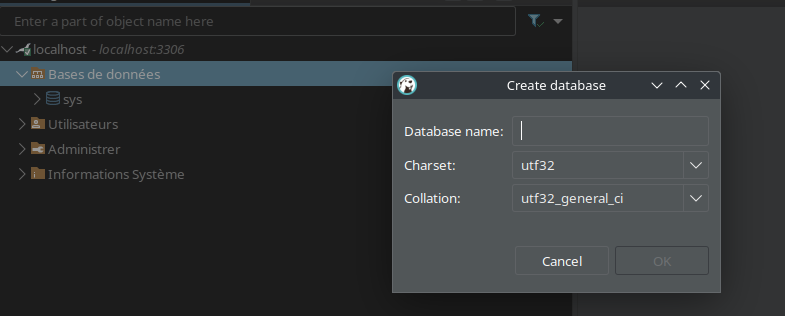 Enter a part of object name here
localhost - localhost:3306
Bases de données
sys
Utilisateurs
Administrer
Informations Système
Create database
Database name:
Charset: utf32
Collation: utf32_general_ci
Cancel OK